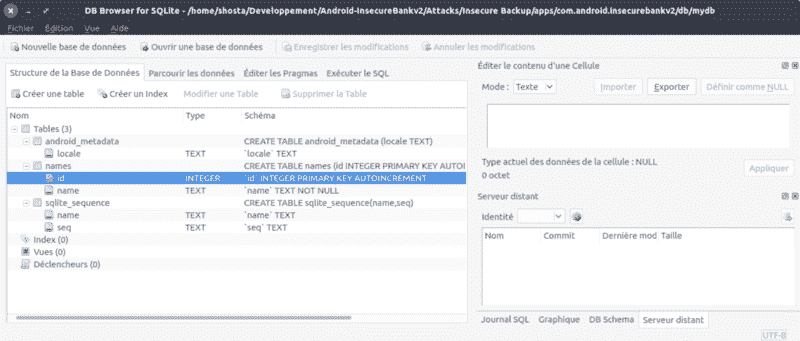 DB Browser for SQLite - /home/shosta/Developpement/Android-InsecureBankv2/Attacks/Insecure Backup/apps/com.android.insecurebankv2/db/mydb
Fichier Édition Vue Aide
Nouvelle base de données Ouvrir une base de données Enregistrer les modifications Annuler les modifications
Structure de la Base de Données Parcourir les données Éditer les Pragmas Exécuter le SQL
Créer une table Créer un Index Modifier une Table Supprimer la Table
Nom Type Schéma
Tables (3)
android_metadata CREATE TABLE android_metadata (locale TEXT)
locale TEXT `locale` TEXT
names CREATE TABLE names (id INTEGER PRIMARY KEY AUTOI
id INTEGER `id` INTEGER PRIMARY KEY AUTOINCREMENT
name TEXT `name` TEXT NOT NULL
sqlite_sequence CREATE TABLE sqlite_sequence(name,seq)
name TEXT `name` TEXT
seq TEXT `seq` TEXT
Index (0)
Vues (0)
Déclencheurs (0)
Éditer le contenu d'une Cellule
Mode : Texte Importer Exporter Définir comme NULL
Type actuel des données de la cellule : NULL
0 octet
Appliquer
Serveur distant
Identité
Nom Commit Dernière mod Taille
Journal SQL Graphique DB Schema Serveur distant
UTF-8